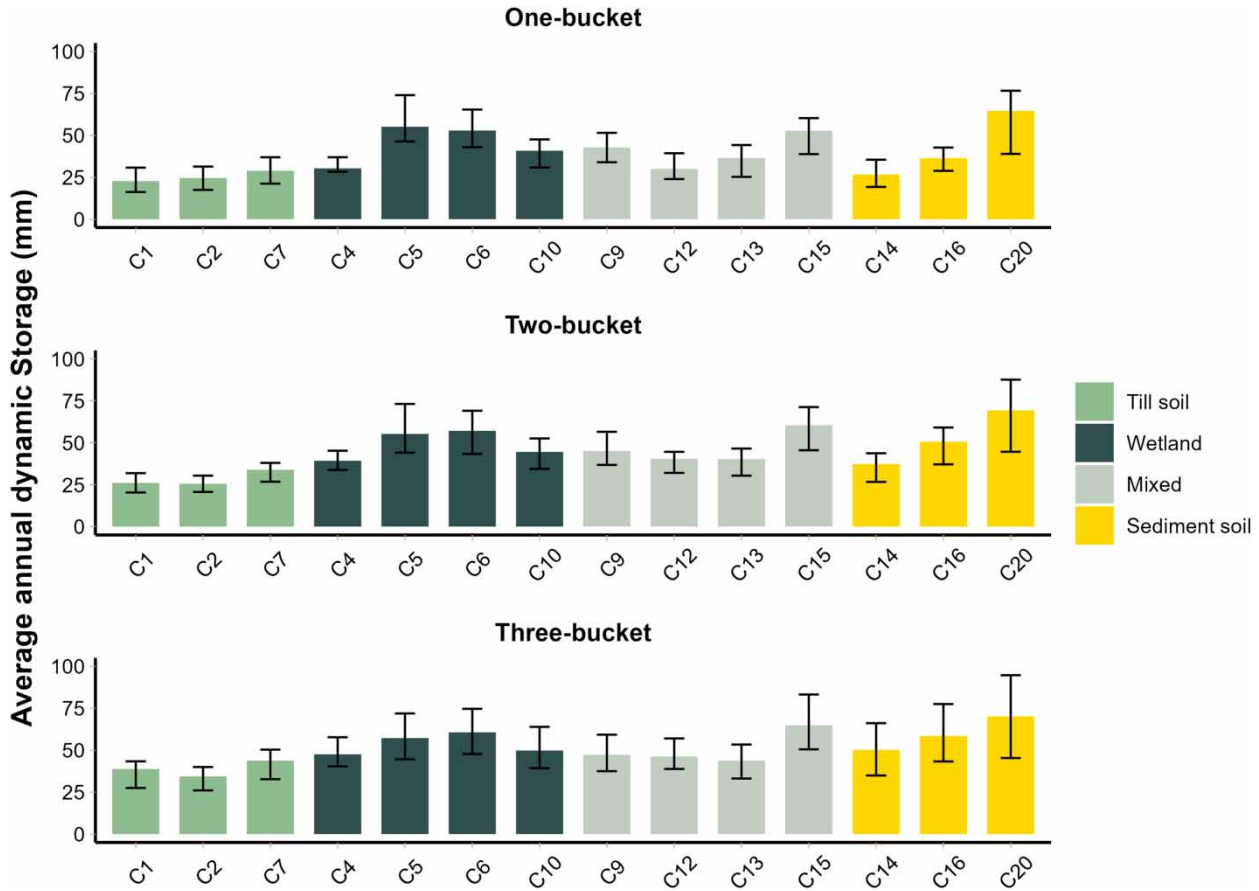 One-bucket
Average annual dynamic Storage (mm)
100
75
50
25
0
C1 C2 C7 C4 C5 C6 C10 C9 C12 C13 C15 C14 C16 C20
Two-bucket
100
75
50
25
0
C1 C2 C7 C4 C5 C6 C10 C9 C12 C13 C15 C14 C16 C20
Till soil
Wetland
Mixed
Sediment soil
Three-bucket
100
75
50
25
0
C1 C2 C7 C4 C5 C6 C10 C9 C12 C13 C15 C14 C16 C20